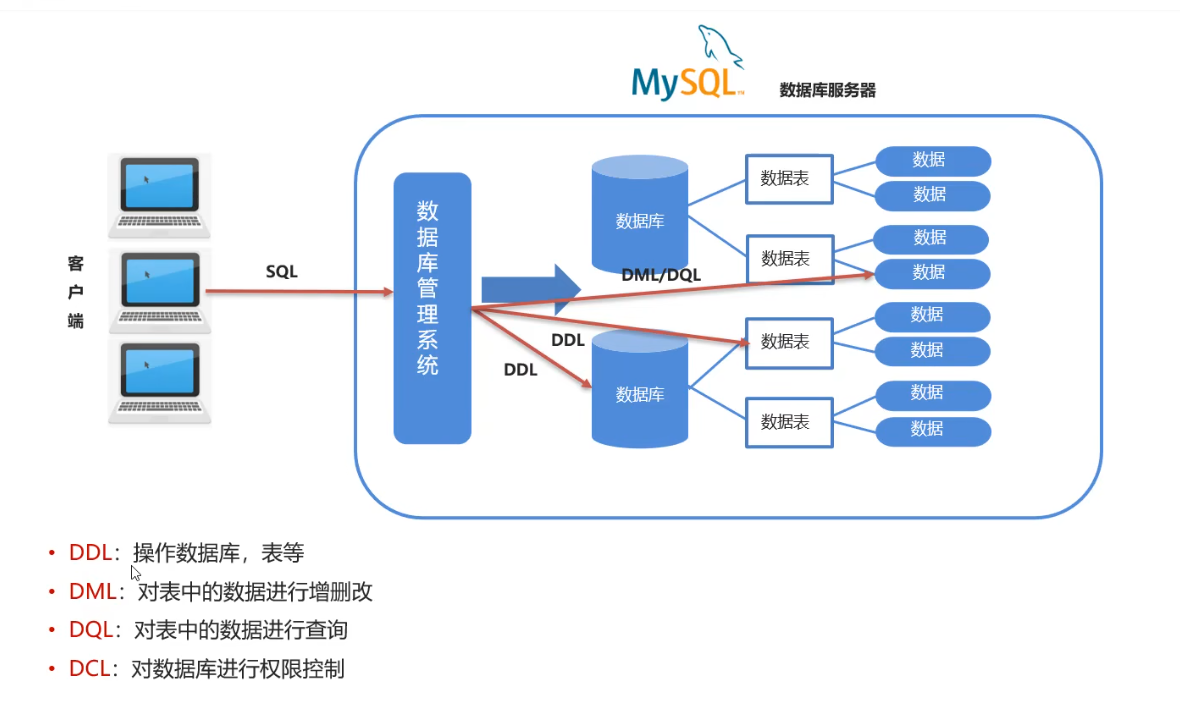 MySQL
数据库服务器
客户端
SQL
数据库管理系统
数据库
数据表
数据
数据
数据表
数据
数据
DML/DQL
DDL
DDL
数据库
数据表
数据
数据
数据表
数据
数据
• DDL：操作数据库，表等
• DML：对表中的数据进行增删改
• DQL：对表中的数据进行查询
• DCL：对数据库进行权限控制